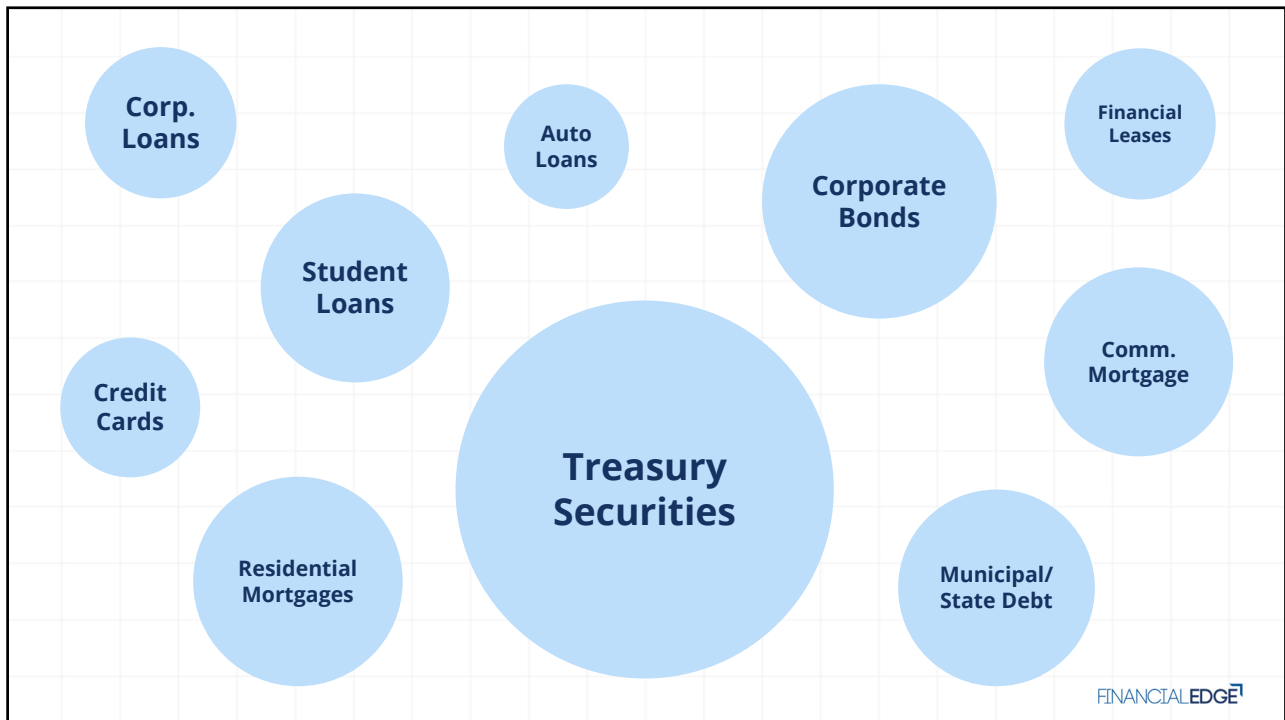 Corp.
Loans
Auto
Loans
Corporate
Bonds
Financial
Leases
Student
Loans
Comm.
Mortgage
Credit
Cards
Treasury
Securities
Residential
Mortgages
Municipal/
State Debt
FINANCIALEDGE